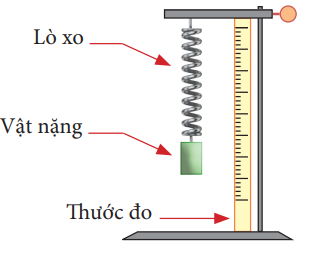 Lò xo
Vật nặng
Thước đo